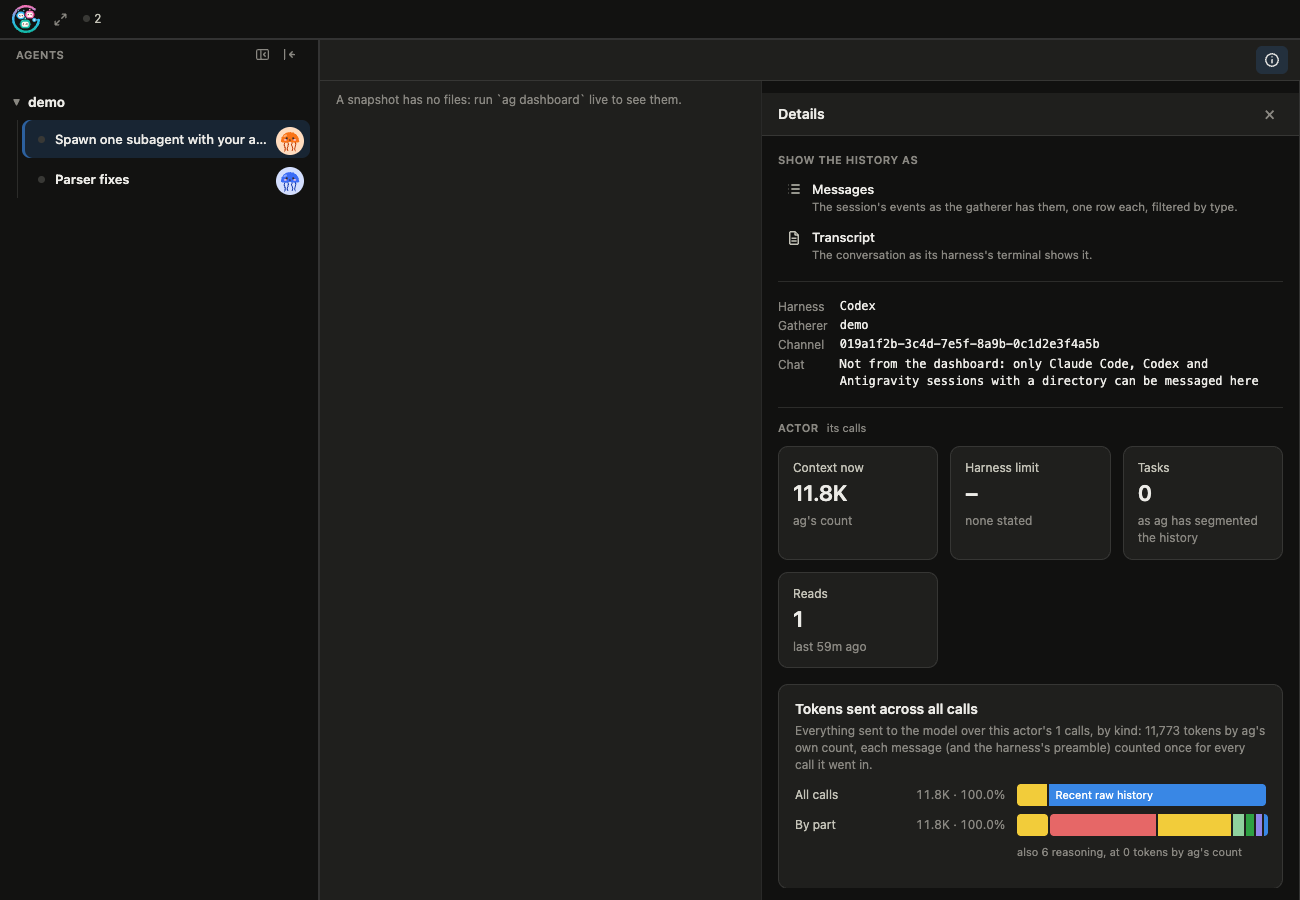 2
AGENTS
demo
Spawn one subagent with your a...
Parser fixes
A snapshot has no files: run `ag dashboard` live to see them.
Details
SHOW THE HISTORY AS
Messages
The session's events as the gatherer has them, one row each, filtered by type.
Transcript
The conversation as its harness's terminal shows it.
Harness Codex
Gatherer demo
Channel 019a1f2b-3c4d-7e5f-8a9b-0c1d2e3f4a5b
Chat Not from the dashboard: only Claude Code, Codex and
Antigravity sessions with a directory can be messaged here
ACTOR its calls
Context now
11.8K
ag's count
Harness limit
–
none stated
Tasks
0
as ag has segmented
the history
Reads
1
last 59m ago
Tokens sent across all calls
Everything sent to the model over this actor's 1 calls, by kind: 11,773 tokens by ag's
own count, each message (and the harness's preamble) counted once for every
call it went in.
All calls 11.8K · 100.0% Recent raw history
By part 11.8K · 100.0%
also 6 reasoning, at 0 tokens by ag's count